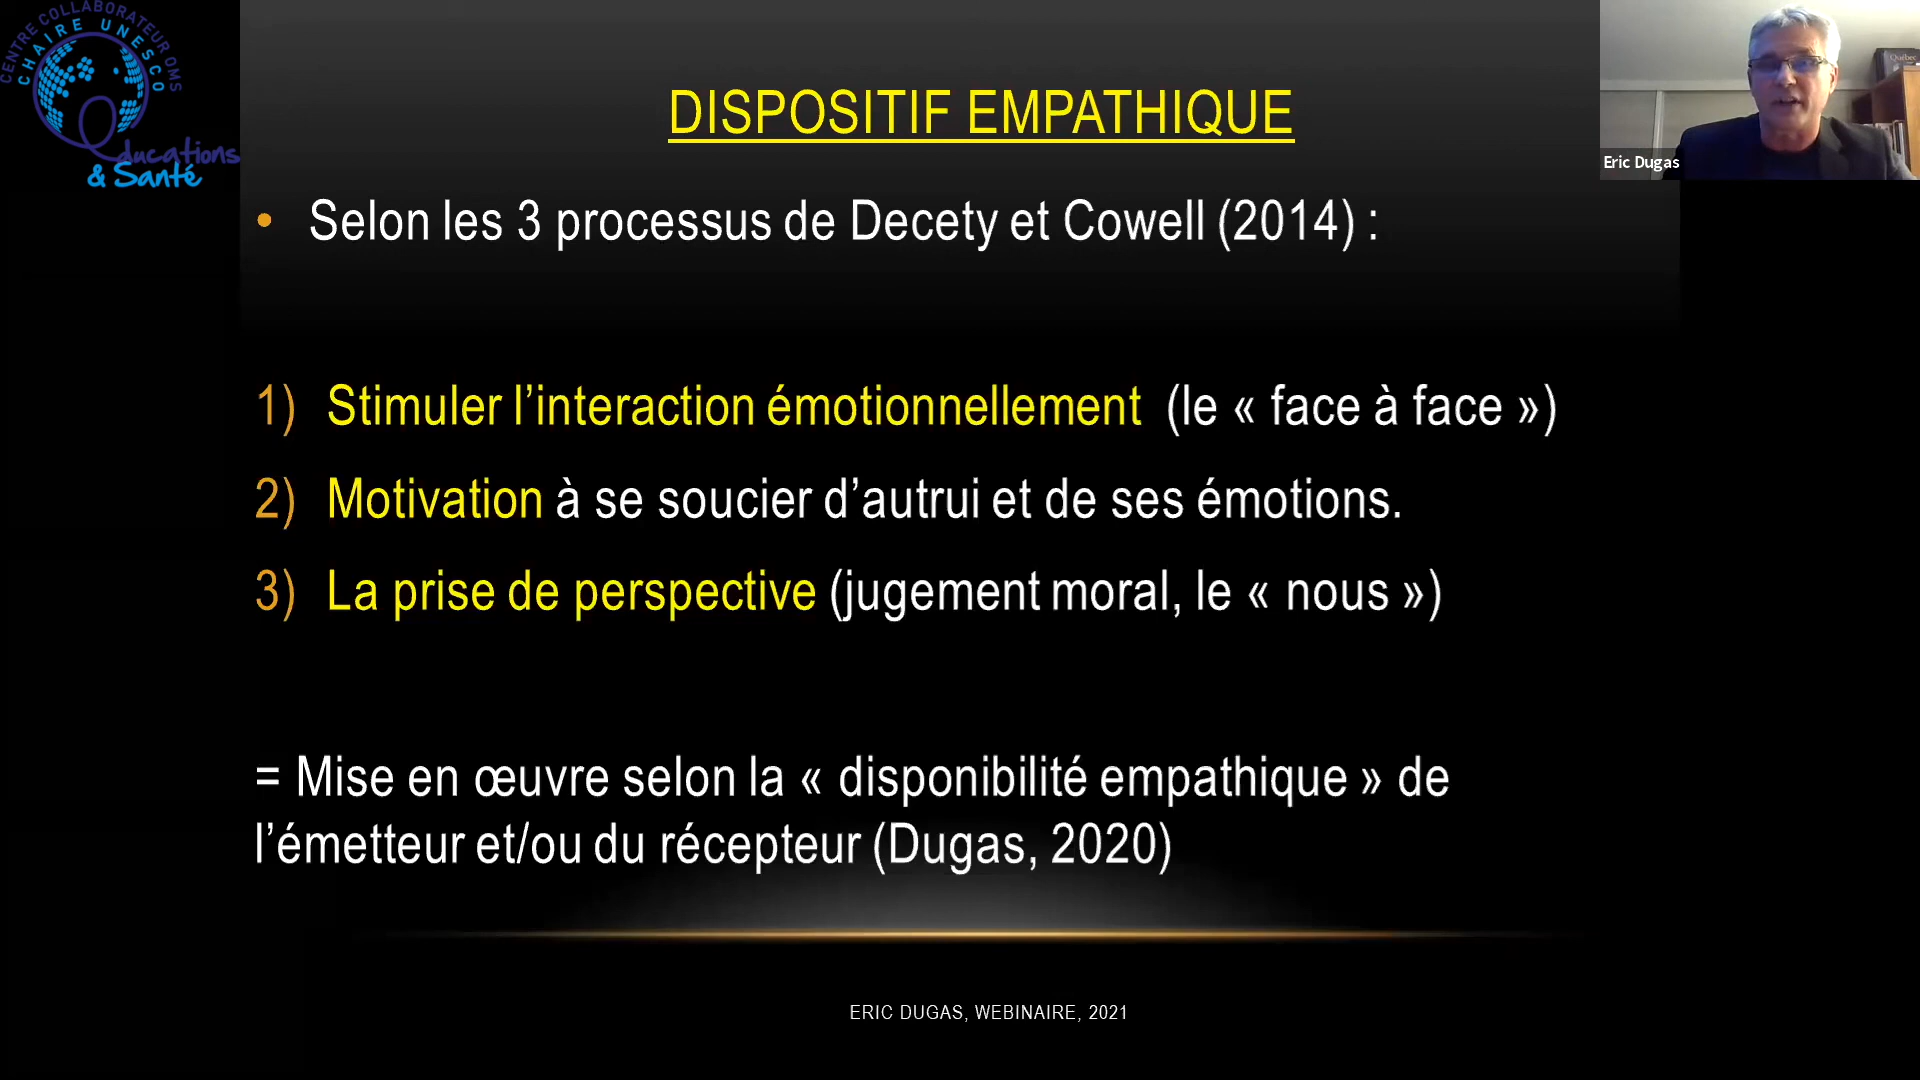 CENTRE COLLABORATEUR OMS
CHAIRE UNESCO
Educations
& Santé
DISPOSITIF EMPATHIQUE
Québec
Eric Dugas
• Selon les 3 processus de Decety et Cowell (2014) :
1) Stimuler l’interaction émotionnellement (le « face à face »)
2) Motivation à se soucier d’autrui et de ses émotions.
3) La prise de perspective (jugement moral, le « nous »)
= Mise en œuvre selon la « disponibilité empathique » de
l’émetteur et/ou du récepteur (Dugas, 2020)
ERIC DUGAS, WEBINAIRE, 2021